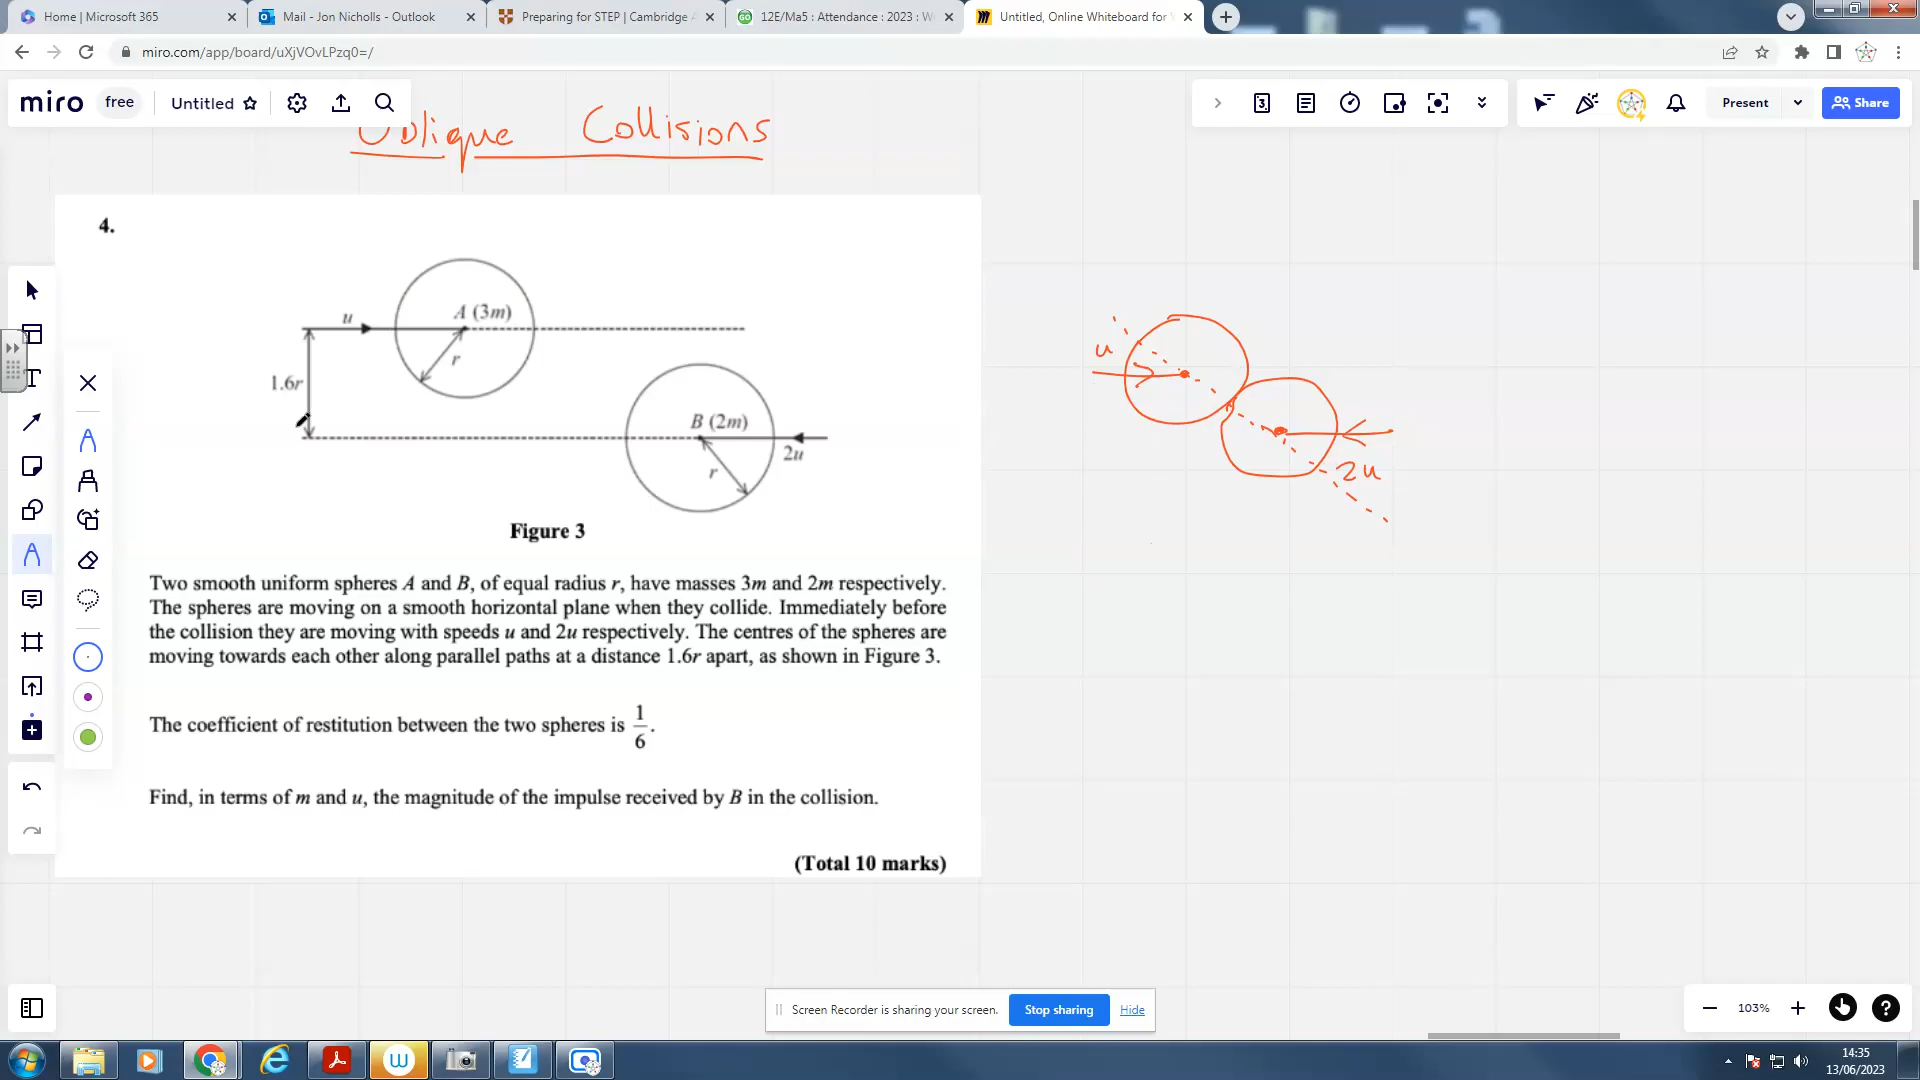 Home | Microsoft 365
Mail - Jon Nicholls - Outlook
Preparing for STEP | Cambridge
12E/Ma5 : Attendance : 2023 : W
Untitled, Online Whiteboard for
miro.com/app/board/uXjVOvLPzq0=/
miro
free
Untitled
Present
Share
Oblique Collisions
4.
u
A (3m)
r
1.6r
B (2m)
2u
r
Figure 3
u
2u
Two smooth uniform spheres A and B, of equal radius r, have masses 3m and 2m respectively.
The spheres are moving on a smooth horizontal plane when they collide. Immediately before
the collision they are moving with speeds u and 2u respectively. The centres of the spheres are
moving towards each other along parallel paths at a distance 1.6r apart, as shown in Figure 3.
The coefficient of restitution between the two spheres is 1/6.
Find, in terms of m and u, the magnitude of the impulse received by B in the collision.
(Total 10 marks)
Screen Recorder is sharing your screen.
Stop sharing
Hide
103%
14:35
13/06/2023